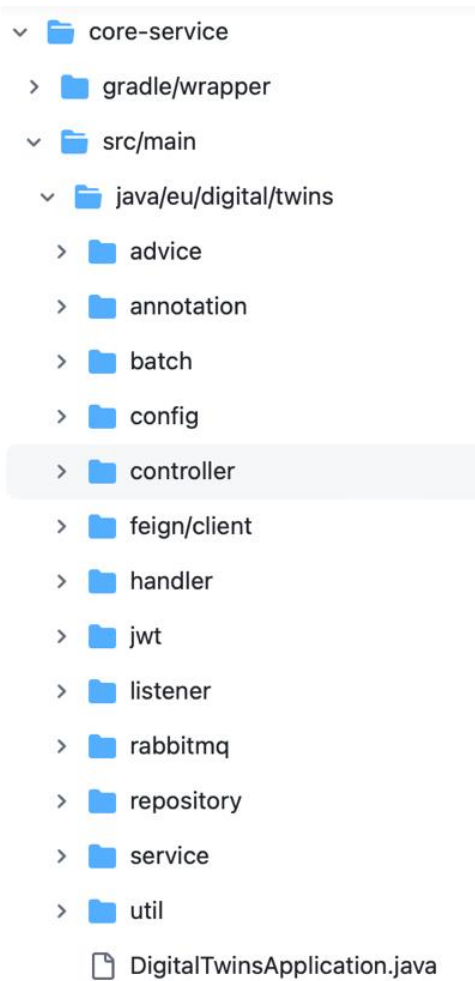 core-service
gradle/wrapper
src/main
java/eu/digital/twins
advice
annotation
batch
config
controller
feign/client
handler
jwt
listener
rabbitmq
repository
service
util
DigitalTwinsApplication.java